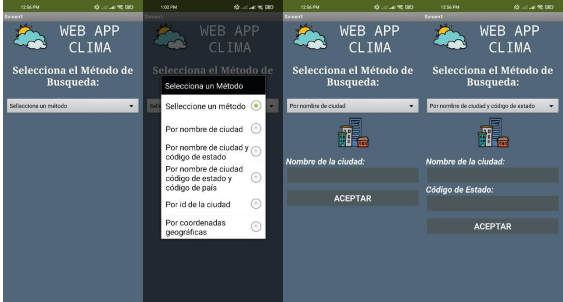 12:56 PM
Screen1
WEB APP
CLIMA
Selecciona el Método de
Busqueda:
Selleccione un método
1:00 PM
Screen1
WEB APP
CLIMA
Selecciona el Método de
Selecciona un Método
Selleccione un método
Por nombre de ciudad
Por nombre de ciudad y
código de estado
Por nombre de ciudad
código de estado y
código de país
Por id de la ciudad
Por coordenadas
geográficas
12:56 PM
Screen1
WEB APP
CLIMA
Selecciona el Método de
Busqueda:
Por nombre de ciudad
Nombre de la ciudad:
ACEPTAR
12:56 PM
Screen1
WEB APP
CLIMA
Selecciona el Método de
Busqueda:
Por nombre de ciudad y código de estado
Nombre de la ciudad:
Código de Estado:
ACEPTAR